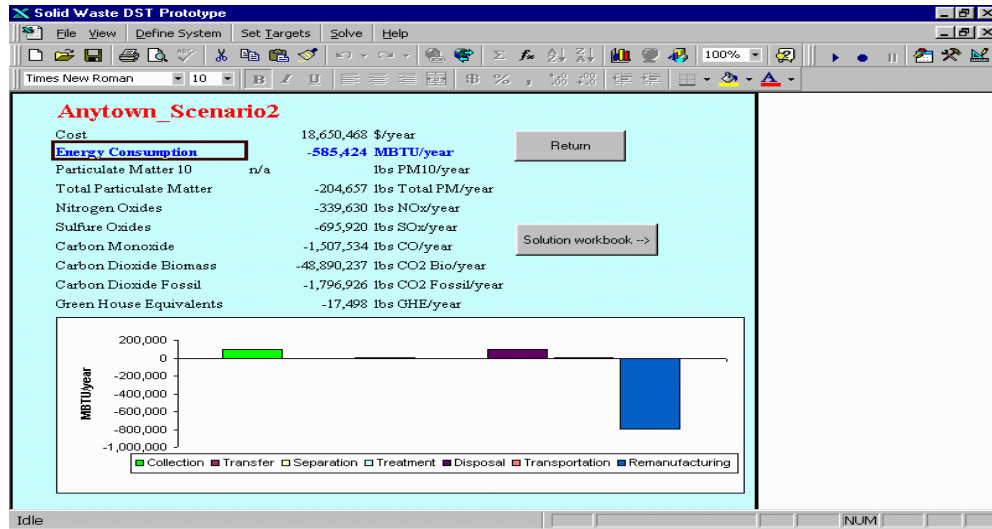 Solid Waste DST Prototype
File View Define System Set Targets Solve Help
100%
Times New Roman 10 B I U $ % ,
Anytown_Scenario2
Cost 18,650,468 $/year
Energy Consumption -585,424 MBTU/year
Return
Particulate Matter 10 n/a lbs PM10/year
Total Particulate Matter -204,657 lbs Total PM/year
Nitrogen Oxides -339,630 lbs NOx/year
Sulfure Oxides -695,920 lbs SOx/year
Solution workbook -->
Carbon Monoxide -1,507,534 lbs CO/year
Carbon Dioxide Biomass -48,890,237 lbs CO2 Bio/year
Carbon Dioxide Fossil -1,796,926 lbs CO2 Fossil/year
Green House Equivalents -17,498 lbs GHE/year
200,000
0
-200,000
-400,000
-600,000
-800,000
-1,000,000
MBTU/year
Collection Transfer Separation Treatment Disposal Transportation Remanufacturing
Idle NUM